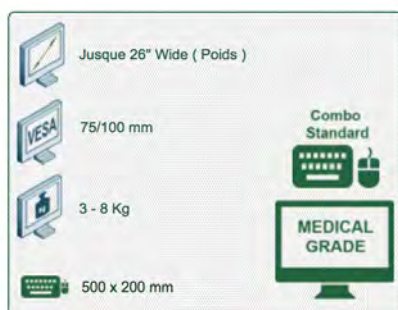 Jusque 26" Wide ( Poids )
VESA
75/100 mm
3 - 8 Kg
500 x 200 mm
Combo
Standard
MEDICAL
GRADE